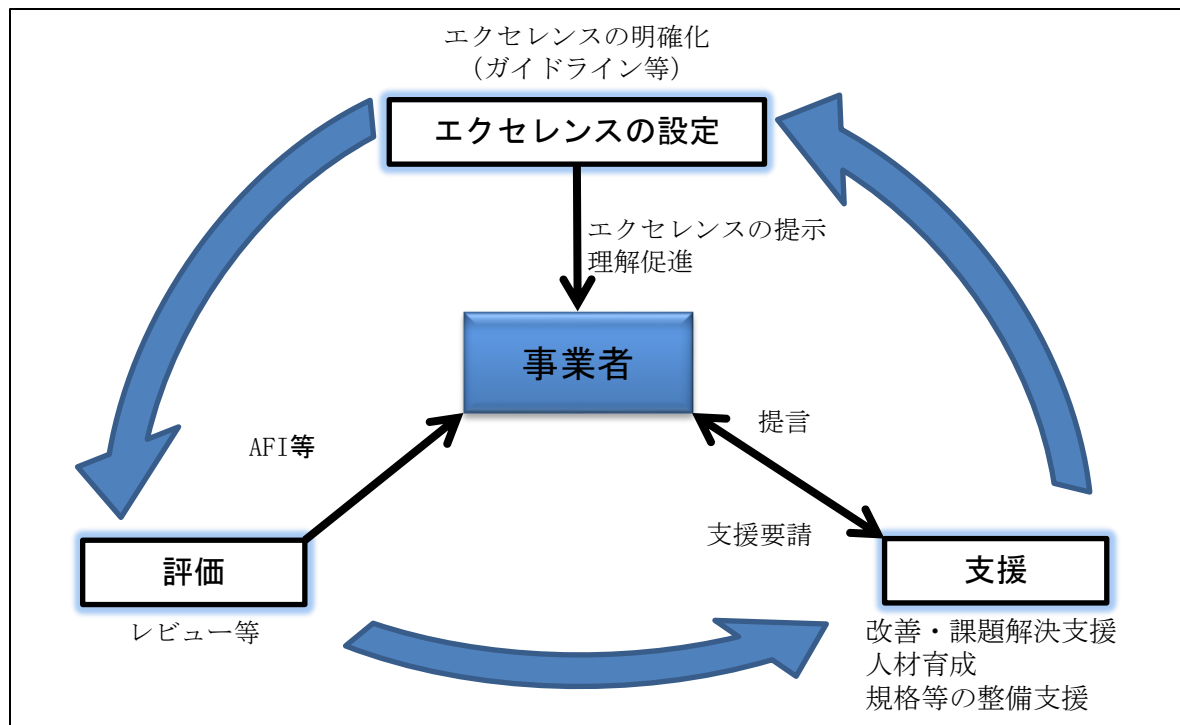 エクセレンスの明確化
（ガイドライン等）
エクセレンスの設定
エクセレンスの提示
理解促進
事業者
AFI等
提言
支援要請
評価
レビュー等
支援
改善・課題解決支援
人材育成
規格等の整備支援